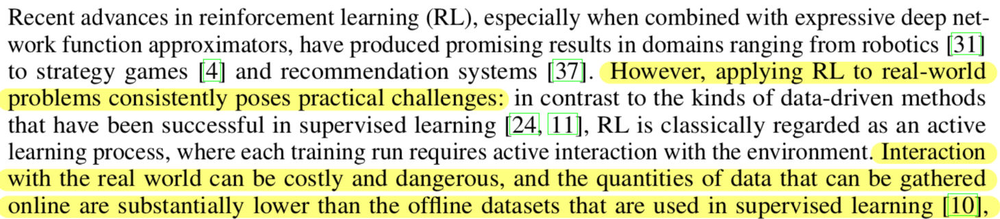 Recent advances in reinforcement learning (RL), especially when combined with expressive deep net-
work function approximators, have produced promising results in domains ranging from robotics [31]
to strategy games [4] and recommendation systems [37]. However, applying RL to real-world
problems consistently poses practical challenges: in contrast to the kinds of data-driven methods
that have been successful in supervised learning [24, 11], RL is classically regarded as an active
learning process, where each training run requires active interaction with the environment. Interaction
with the real world can be costly and dangerous, and the quantities of data that can be gathered
online are substantially lower than the offline datasets that are used in supervised learning [10],